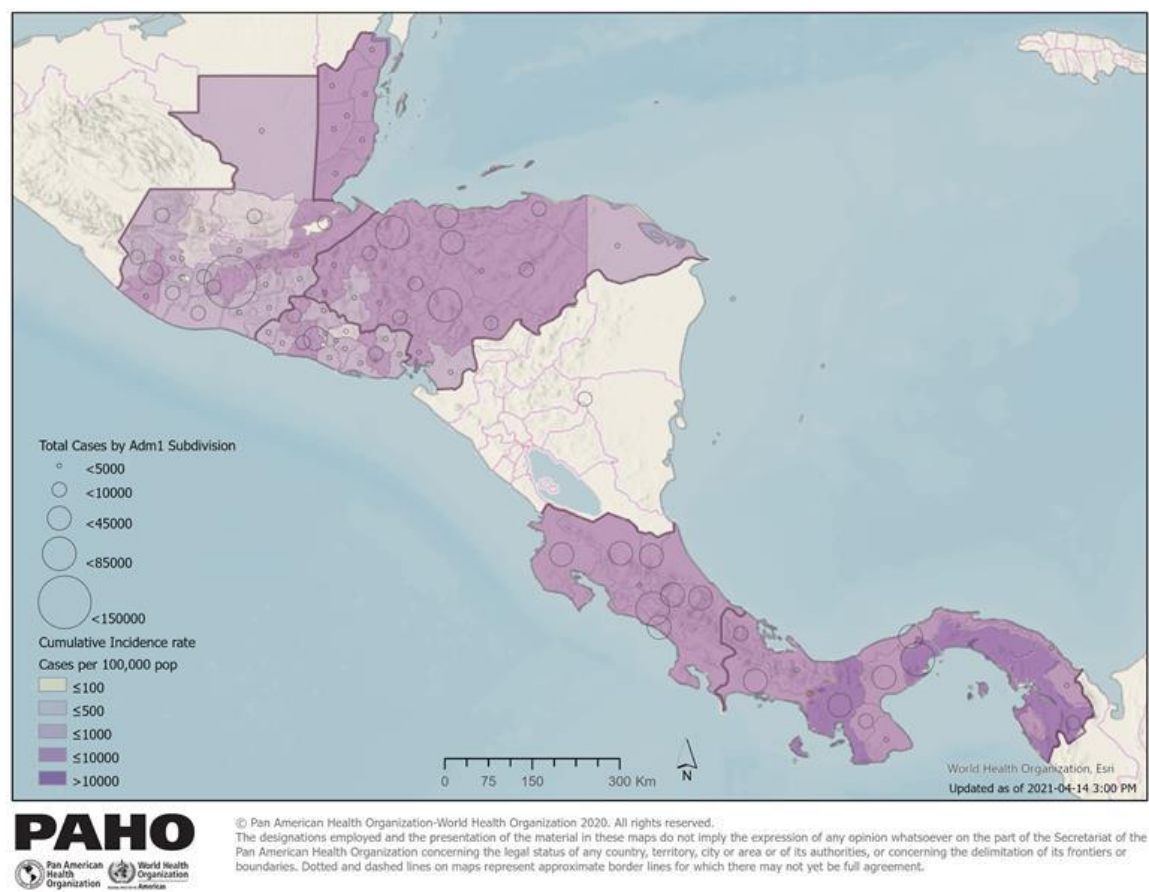 Total Cases by Adm1 Subdivision
<5000
<10000
<45000
<85000
<150000
Cumulative Incidence rate
Cases per 100,000 pop
≤100
≤500
≤1000
≤10000
>10000
0 75 150 300 Km
N
World Health Organization, Esri
Updated as of 2021-04-14 3:00 PM
PAHO
Pan American
Health
Organization
World Health
Organization
Americas
© Pan American Health Organization-World Health Organization 2020. All rights reserved.
The designations employed and the presentation of the material in these maps do not imply the expression of any opinion whatsoever on the part of the Secretariat of the
Pan American Health Organization concerning the legal status of any country, territory, city or area or of its authorities, or concerning the delimitation of its frontiers or
boundaries. Dotted and dashed lines on maps represent approximate border lines for which there may not yet be full agreement.